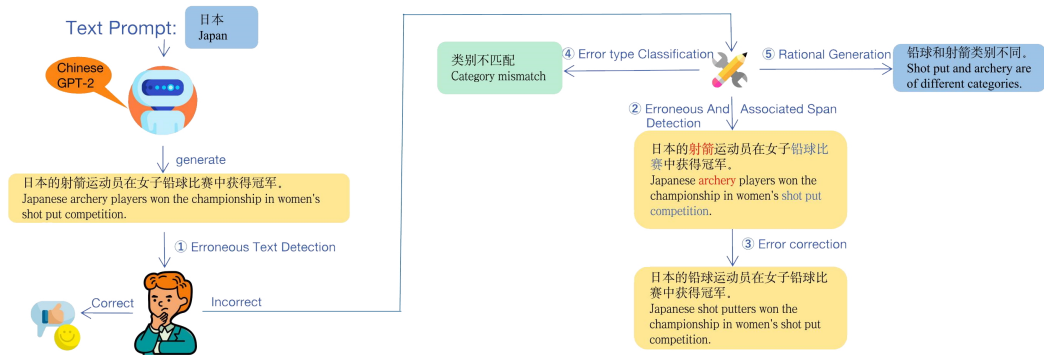 Text Prompt:
日本
Japan
Chinese
GPT-2
generate
日本的射箭运动员在女子铅球比赛中获得冠军。
Japanese archery players won the championship in women's
shot put competition.
① Erroneous Text Detection
Correct
Incorrect
类别不匹配
Category mismatch
④ Error type Classification
⑤ Rational Generation
铅球和射箭类别不同。
Shot put and archery are
of different categories.
② Erroneous And Associated Span
Detection
日本的射箭运动员在女子铅球比
赛中获得冠军。
Japanese archery players won the
championship in women's shot put
competition.
③ Error correction
日本的铅球运动员在女子铅球比
赛中获得冠军。
Japanese shot putters won the
championship in women's shot put
competition.